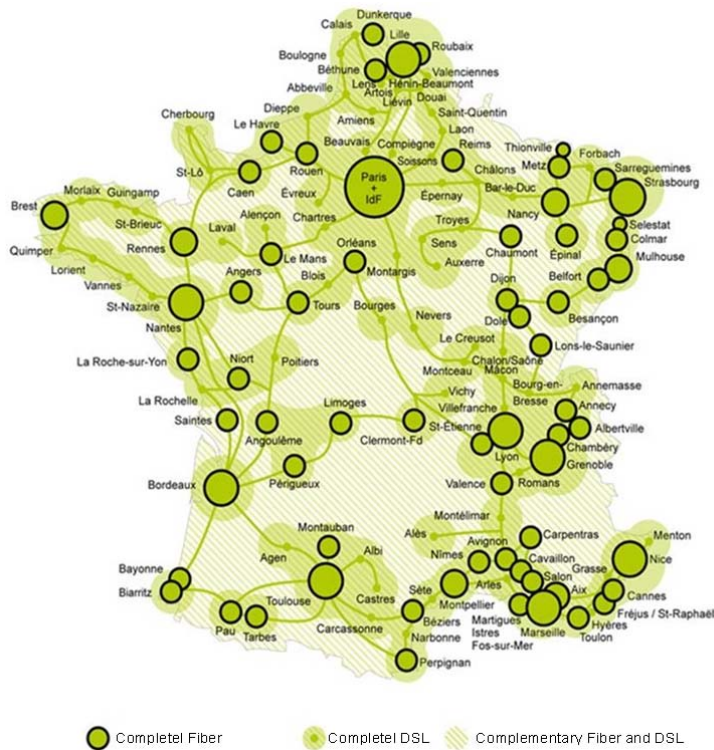 Dunkerque
Calais
Lille
Roubaix
Boulogne
Béthune
Lens
Hénin-Beaumont
Valenciennes
Artois
Douai
Liévin
Abbeville
Saint-Quentin
Amiens
Dieppe
Laon
Cherbourg
Le Havre
Beauvais
Compiègne
Reims
Soissons
Thionville
Forbach
Metz
Sarreguemines
Strasbourg
St-Lô
Caen
Rouen
Paris
+
IdF
Châlons
Bar-le-Duc
Évreux
Épernay
Nancy
Selestat
Colmar
Morlaix
Guingamp
Brest
St-Brieuc
Alençon
Laval
Chartres
Troyes
Rennes
Orléans
Sens
Chaumont
Épinal
Mulhouse
Quimper
Le Mans
Auxerre
Lorient
Angers
Blois
Montargis
Dijon
Belfort
Vannes
St-Nazaire
Tours
Bourges
Nevers
Dole
Besançon
Nantes
Le Creusot
Lons-le-Saunier
La Roche-sur-Yon
Niort
Poitiers
Chalon/Saône
Montceau
Mâcon
La Rochelle
Vichy
Bourg-en-
Bresse
Annemasse
Limoges
Villefranche
Annecy
Saintes
St-Étienne
Albertville
Angoulême
Clermont-Fd
Lyon
Chambéry
Grenoble
Bordeaux
Périgueux
Valence
Romans
Montélimar
Montauban
Alès
Avignon
Carpentras
Menton
Agen
Albi
Nîmes
Cavaillon
Grasse
Nice
Bayonne
Salon
Biarritz
Toulouse
Castres
Sète
Arles
Aix
Cannes
Montpellier
Fréjus / St-Raphaël
Pau
Tarbes
Carcassonne
Béziers
Martigues
Istres
Fos-sur-Mer
Marseille
Hyères
Toulon
Narbonne
Perpignan
Completel Fiber
Completel DSL
Complementary Fiber and DSL